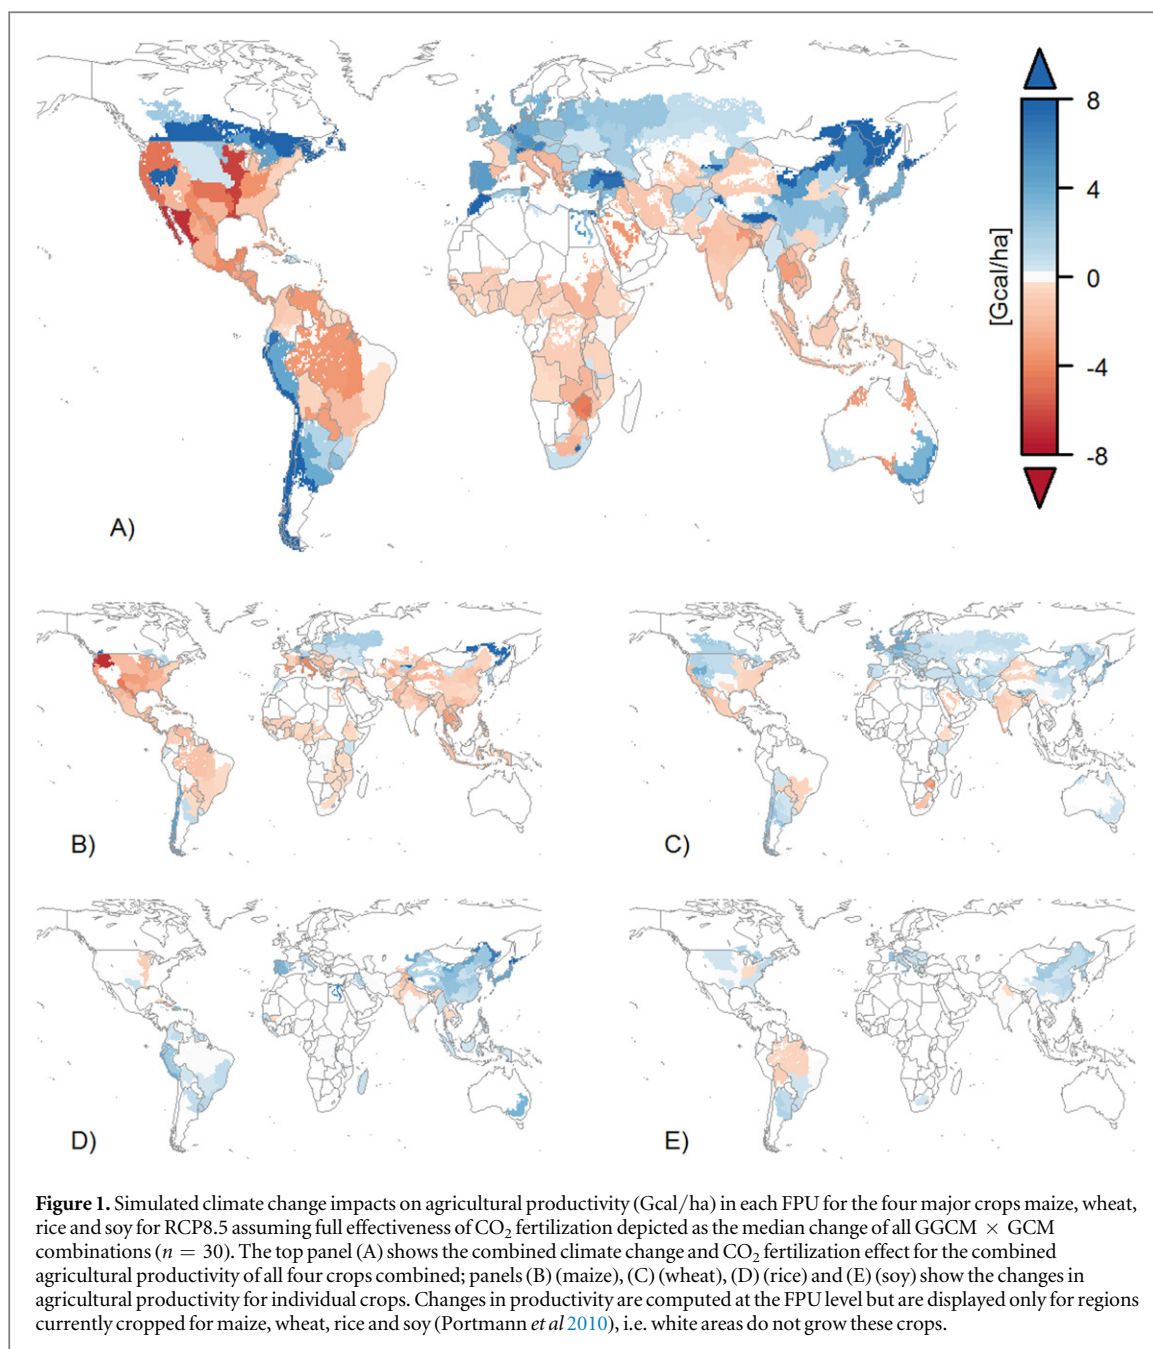 8
4
0
-4
-8
[Gcal/ha]
A)
B)
C)
D)
E)
Figure 1. Simulated climate change impacts on agricultural productivity (Gcal/ha) in each FPU for the four major crops maize, wheat,
rice and soy for RCP8.5 assuming full effectiveness of CO₂ fertilization depicted as the median change of all GGCM × GCM
combinations (n = 30). The top panel (A) shows the combined climate change and CO₂ fertilization effect for the combined
agricultural productivity of all four crops combined; panels (B) (maize), (C) (wheat), (D) (rice) and (E) (soy) show the changes in
agricultural productivity for individual crops. Changes in productivity are computed at the FPU level but are displayed only for regions
currently cropped for maize, wheat, rice and soy (Portmann et al 2010), i.e. white areas do not grow these crops.